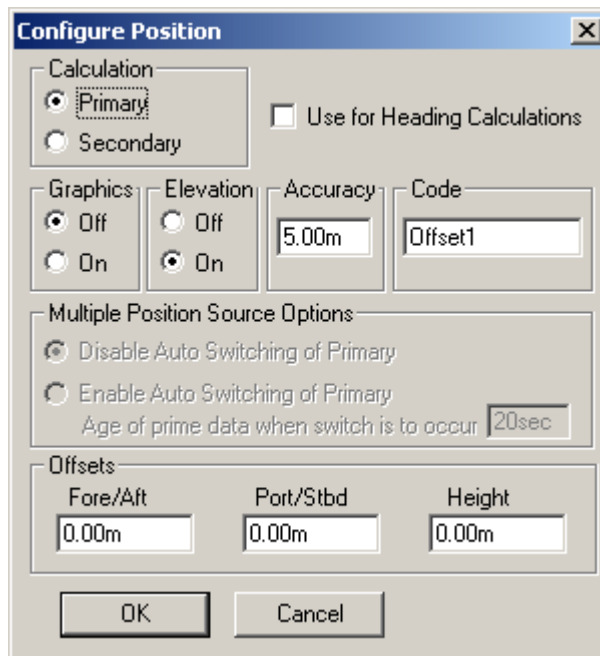 Configure Position
Calculation
Primary
Secondary
Use for Heading Calculations
Graphics
Off
On
Elevation
Off
On
Accuracy
5.00m
Code
Offset1
Multiple Position Source Options
Disable Auto Switching of Primary
Enable Auto Switching of Primary
Age of prime data when switch is to occur 20sec
Offsets
Fore/Aft Port/Stbd Height
0.00m 0.00m 0.00m
OK Cancel